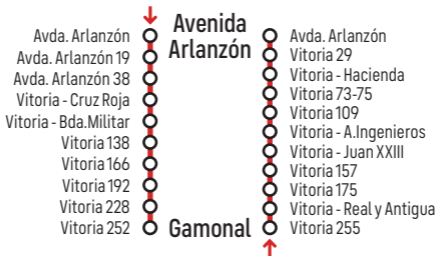 Avenida
Arlanzón
Avda. Arlanzón
Avda. Arlanzón 19
Avda. Arlanzón 38
Vitoria - Cruz Roja
Vitoria - Bda.Militar
Vitoria 138
Vitoria 166
Vitoria 192
Vitoria 228
Vitoria 252
Avda. Arlanzón
Vitoria 29
Vitoria - Hacienda
Vitoria 73-75
Vitoria 109
Vitoria - A.Ingenieros
Vitoria - Juan XXIII
Vitoria 157
Vitoria 175
Vitoria - Real y Antigua
Vitoria 255
Gamonal